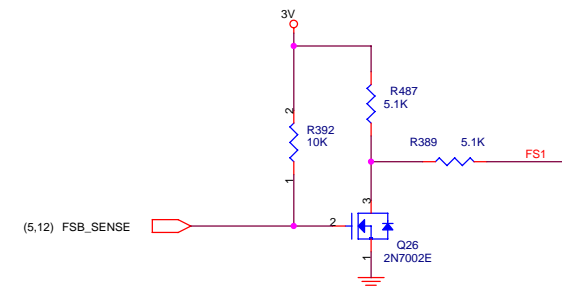 3V
R487
5.1K
2
R392
10K
R389 5.1K
FS1
1
3
(5,12) FSB_SENSE
2
Q26
1
2N7002E